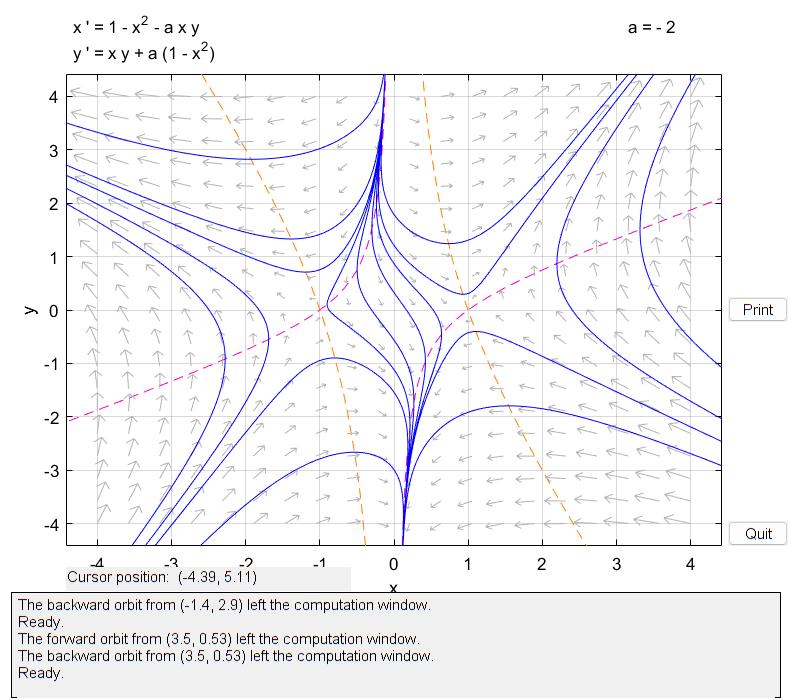 x ' = 1 - x² - a x y
a = - 2
y ' = x y + a (1 - x²)
4
3
2
1
0
-1
-2
-3
-4
y
-4
-3
-2
-1
0
1
2
3
4
x
Print
Quit
Cursor position: (-4.39, 5.11)
The backward orbit from (-1.4, 2.9) left the computation window.
Ready.
The forward orbit from (3.5, 0.53) left the computation window.
The backward orbit from (3.5, 0.53) left the computation window.
Ready.